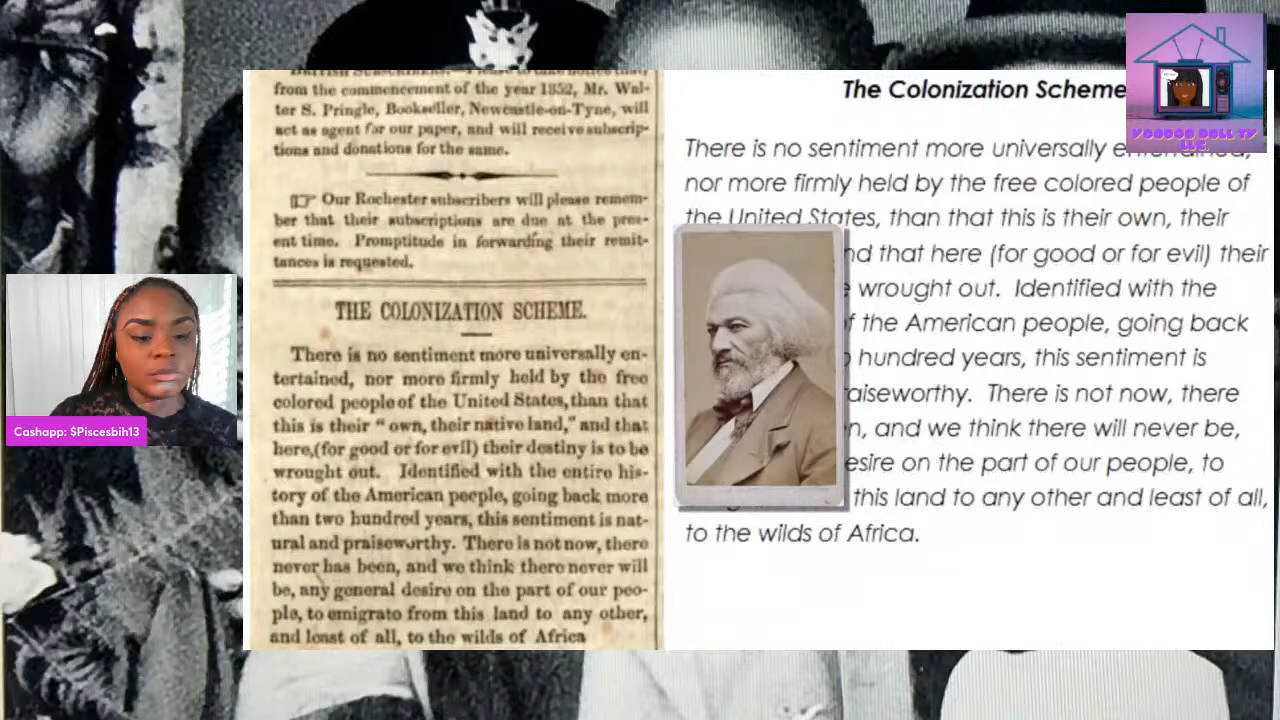 from the commencement of the year 1852, Mr. Wal-
ter S. Pringle, Bookseller, Newcastle-on-Tyne, will
act as agent for our paper, and will receive subscrip-
tions and donations for the same.
Our Rochester subscribers will please remem-
ber that their subscriptions are due at the pres-
ent time. Promptitude in forwarding their remit-
tances is requested.
THE COLONIZATION SCHEME.
There is no sentiment more universally en-
tertained, nor more firmly held by the free
colored people of the United States, than that
this is their "own, their native land," and that
here, (for good or for evil) their destiny is to be
wrought out. Identified with the entire his-
tory of the American people, going back more
than two hundred years, this sentiment is nat-
ural and praiseworthy. There is not now, there
never has been, and we think there never will
be, any general desire on the part of our peo-
ple, to emigrate from this land to any other,
and least of all, to the wilds of Africa
The Colonization Scheme
There is no sentiment more universally
nor more firmly held by the free colored people of
the United States, than that this is their own, their
nd that here (for good or for evil) their
wrought out. Identified with the
f the American people, going back
hundred years, this sentiment is
aiseworthy. There is not now, there
n, and we think there will never be,
esire on the part of our people, to
this land to any other and least of all,
to the wilds of Africa.
VOODOO DOLL TV
LLC.
Cashapp: $Piscesbih13